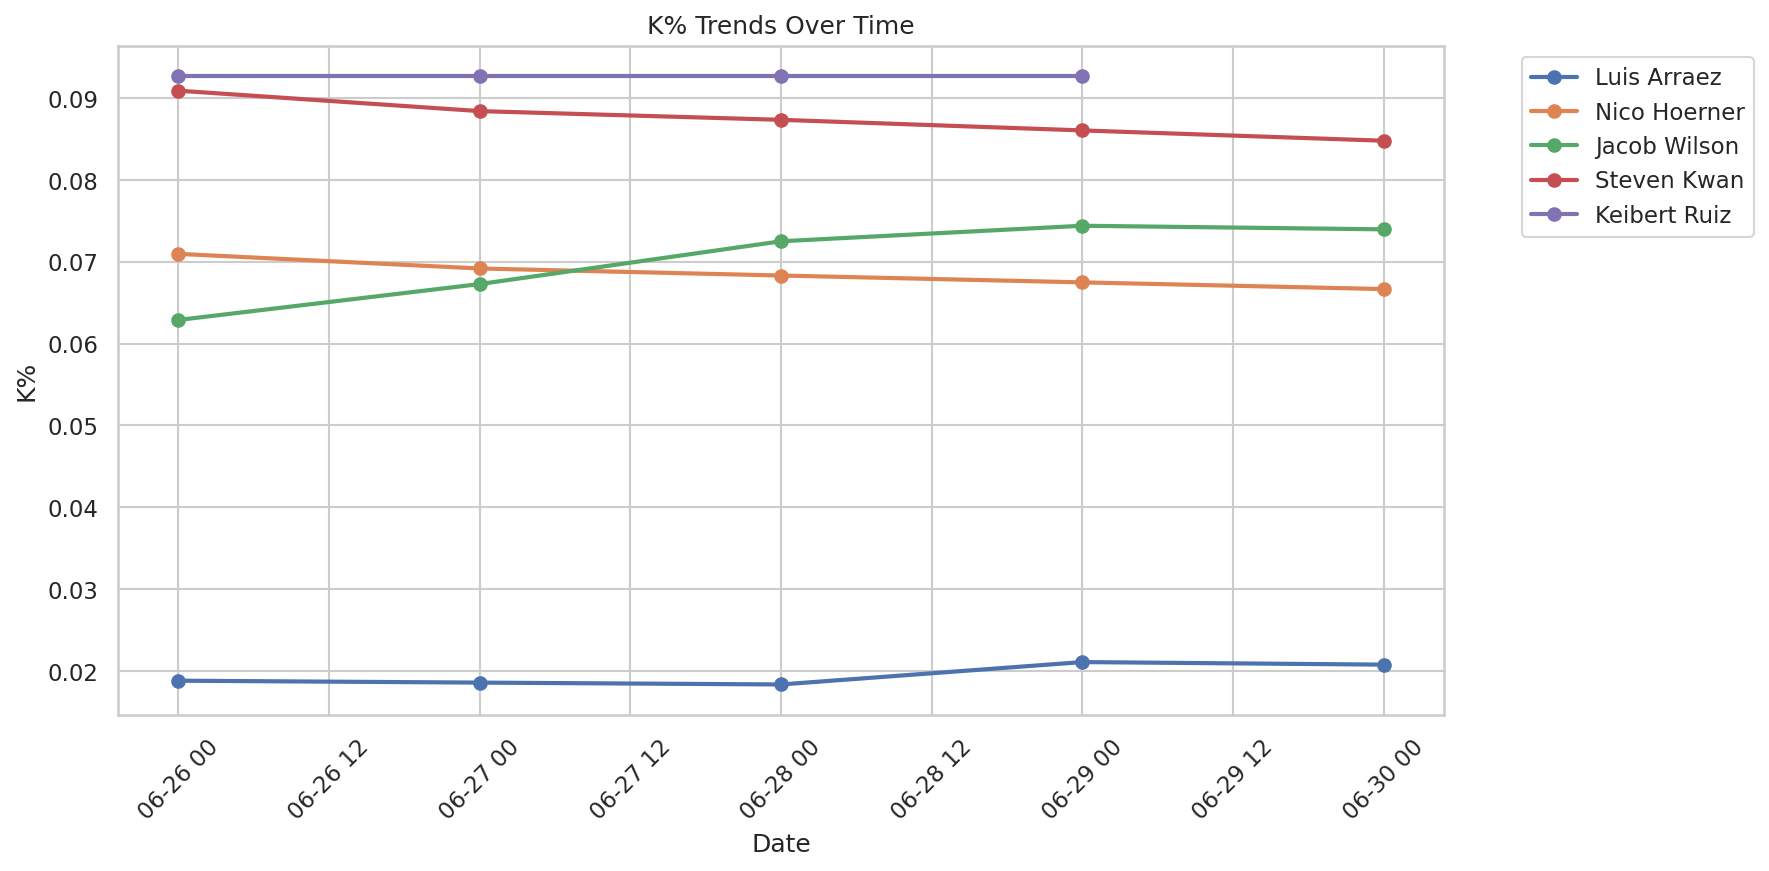 K% Trends Over Time
Luis Arraez
Nico Hoerner
Jacob Wilson
Steven Kwan
Keibert Ruiz
K%
0.09
0.08
0.07
0.06
0.05
0.04
0.03
0.02
06-26 00
06-26 12
06-27 00
06-27 12
06-28 00
06-28 12
06-29 00
06-29 12
06-30 00
Date